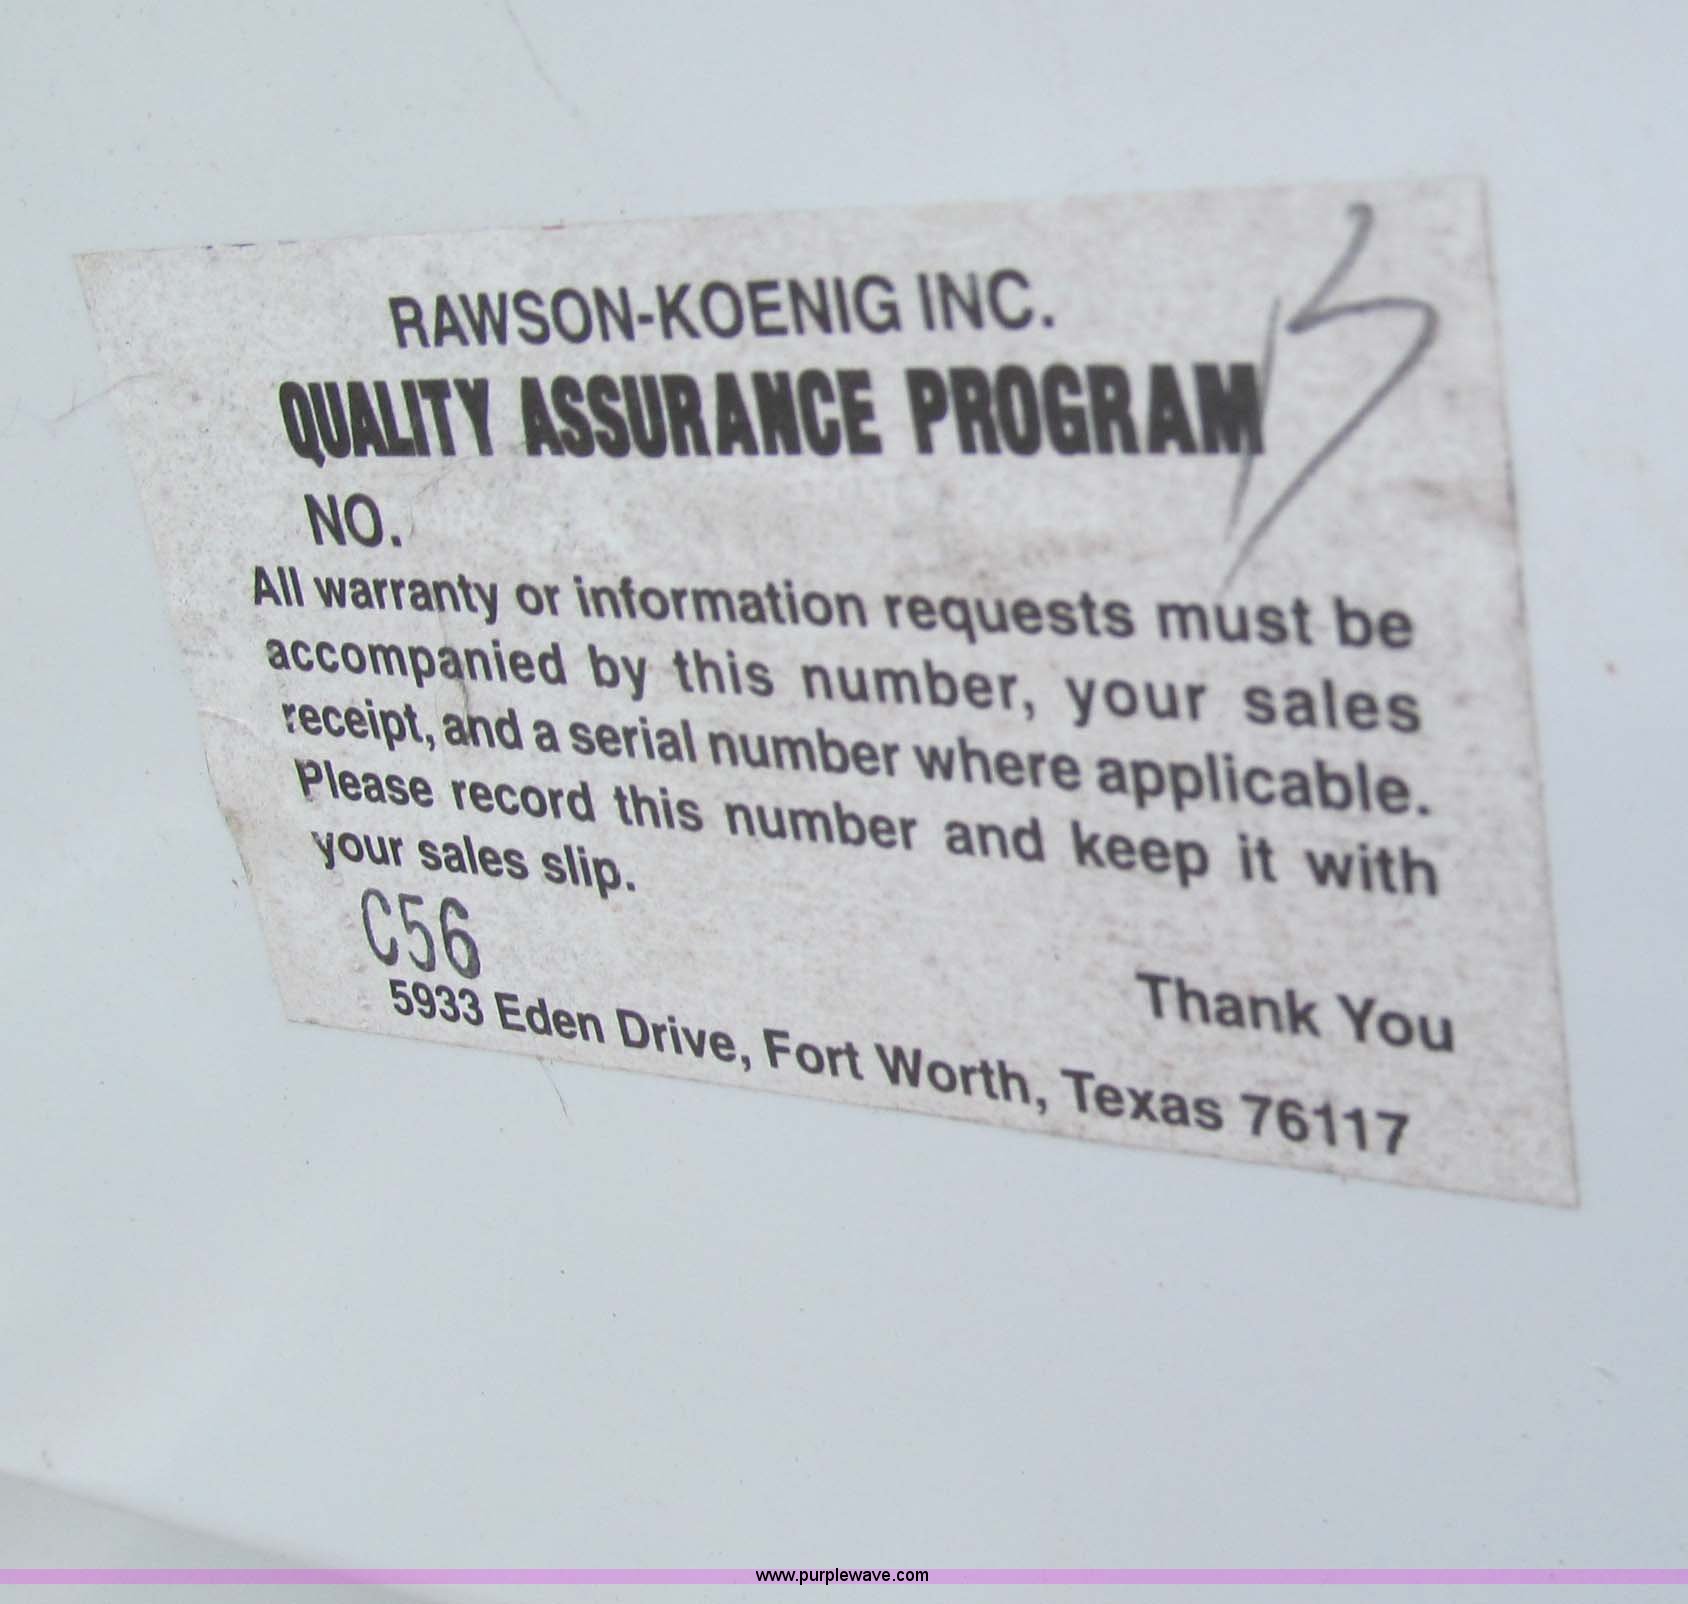 RAWSON-KOENIG INC.
QUALITY ASSURANCE PROGRAM
NO.
All warranty or information requests must be
accompanied by this number, your sales
receipt, and a serial number where applicable.
Please record this number and keep it with
your sales slip.
C56
Thank You
5933 Eden Drive, Fort Worth, Texas 76117
www.purplewave.com